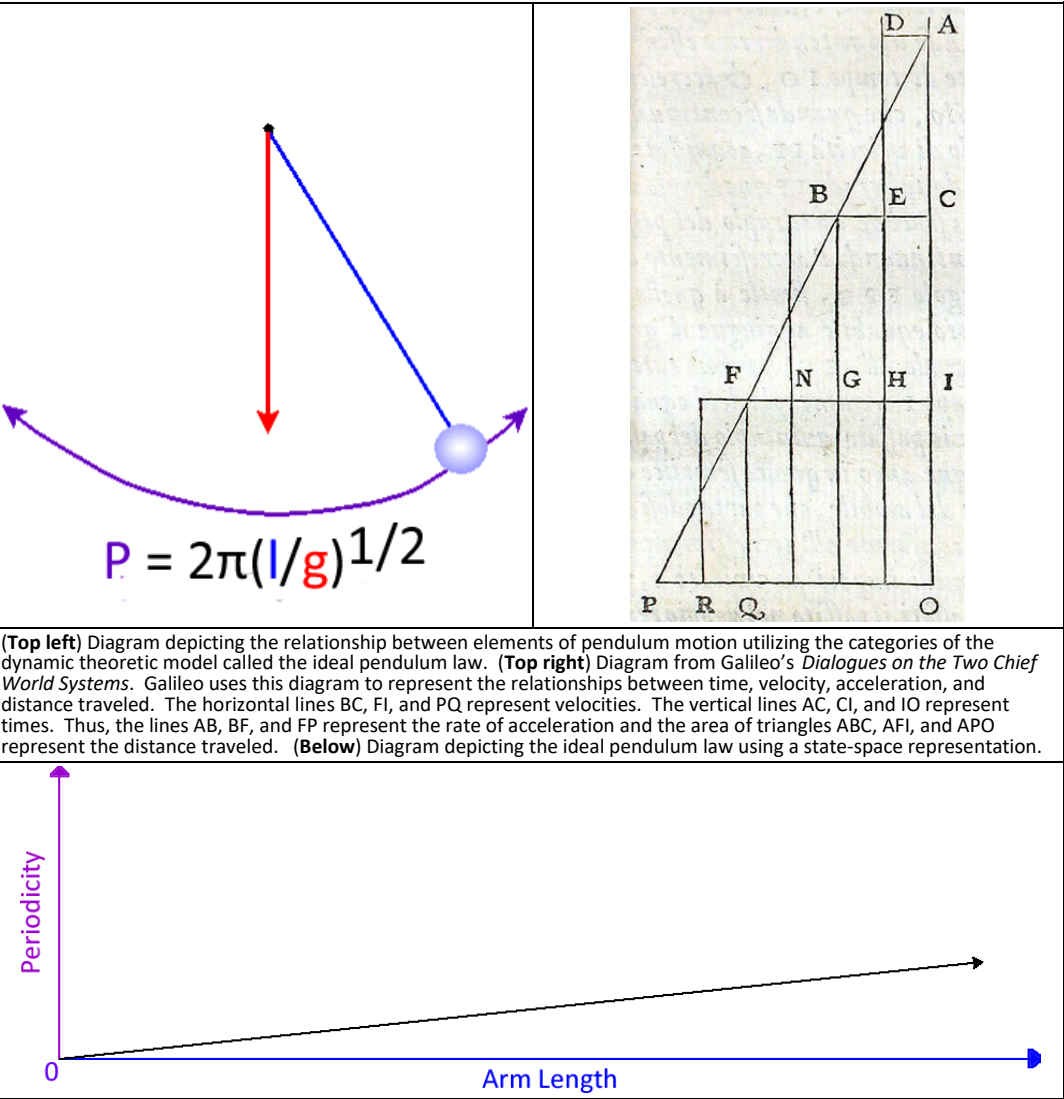 P = 2π(l/g)1/2
D A
B E C
F N G H I
P R Q O
(Top left) Diagram depicting the relationship between elements of pendulum motion utilizing the categories of the
dynamic theoretic model called the ideal pendulum law. (Top right) Diagram from Galileo's Dialogues on the Two Chief
World Systems. Galileo uses this diagram to represent the relationships between time, velocity, acceleration, and
distance traveled. The horizontal lines BC, FI, and PQ represent velocities. The vertical lines AC, CI, and IO represent
times. Thus, the lines AB, BF, and FP represent the rate of acceleration and the area of triangles ABC, AFI, and APO
represent the distance traveled. (Below) Diagram depicting the ideal pendulum law using a state-space representation.
Periodicity
0
Arm Length